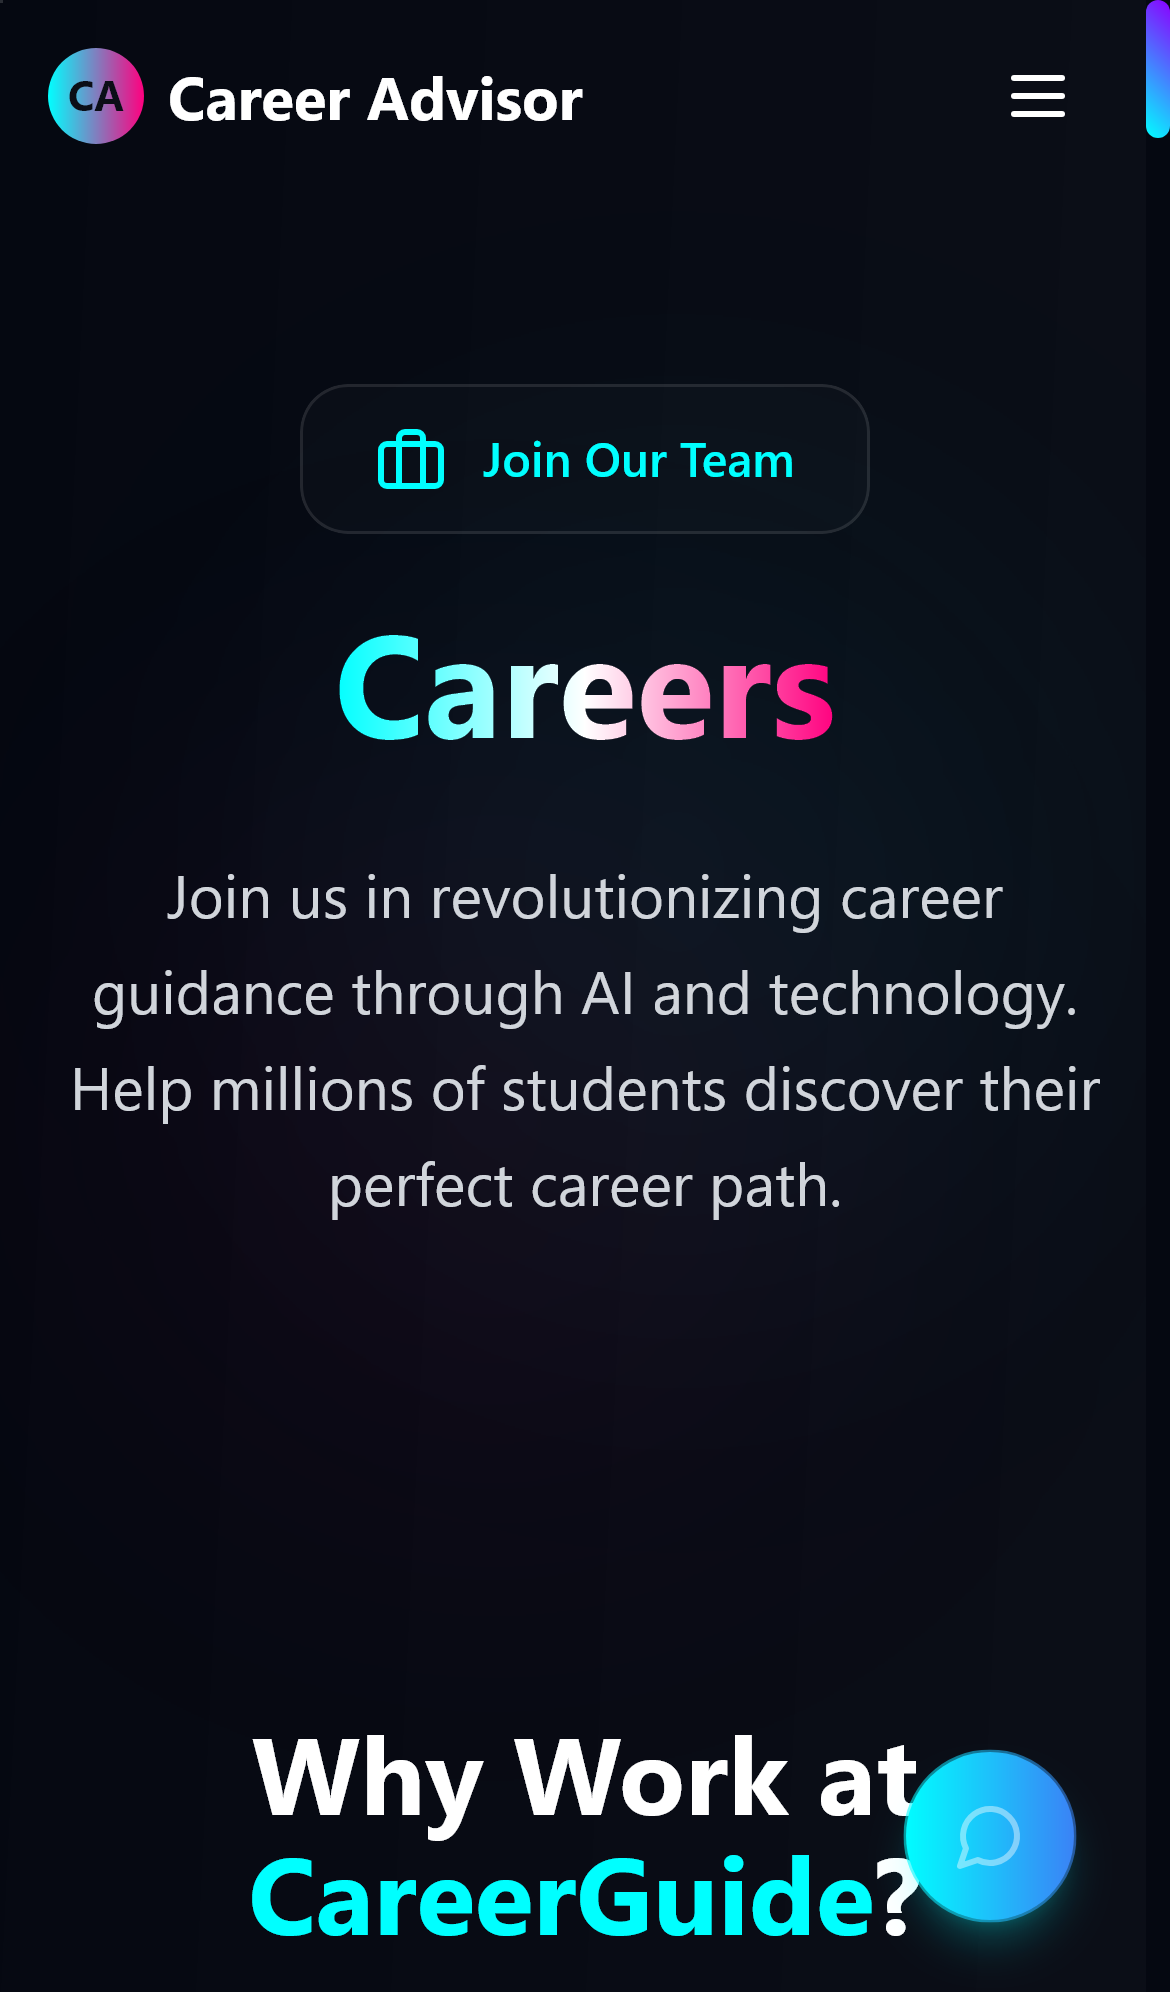 CA
Career Advisor
Join Our Team
Careers
Join us in revolutionizing career
guidance through AI and technology.
Help millions of students discover their
perfect career path.
Why Work at
CareerGuide?